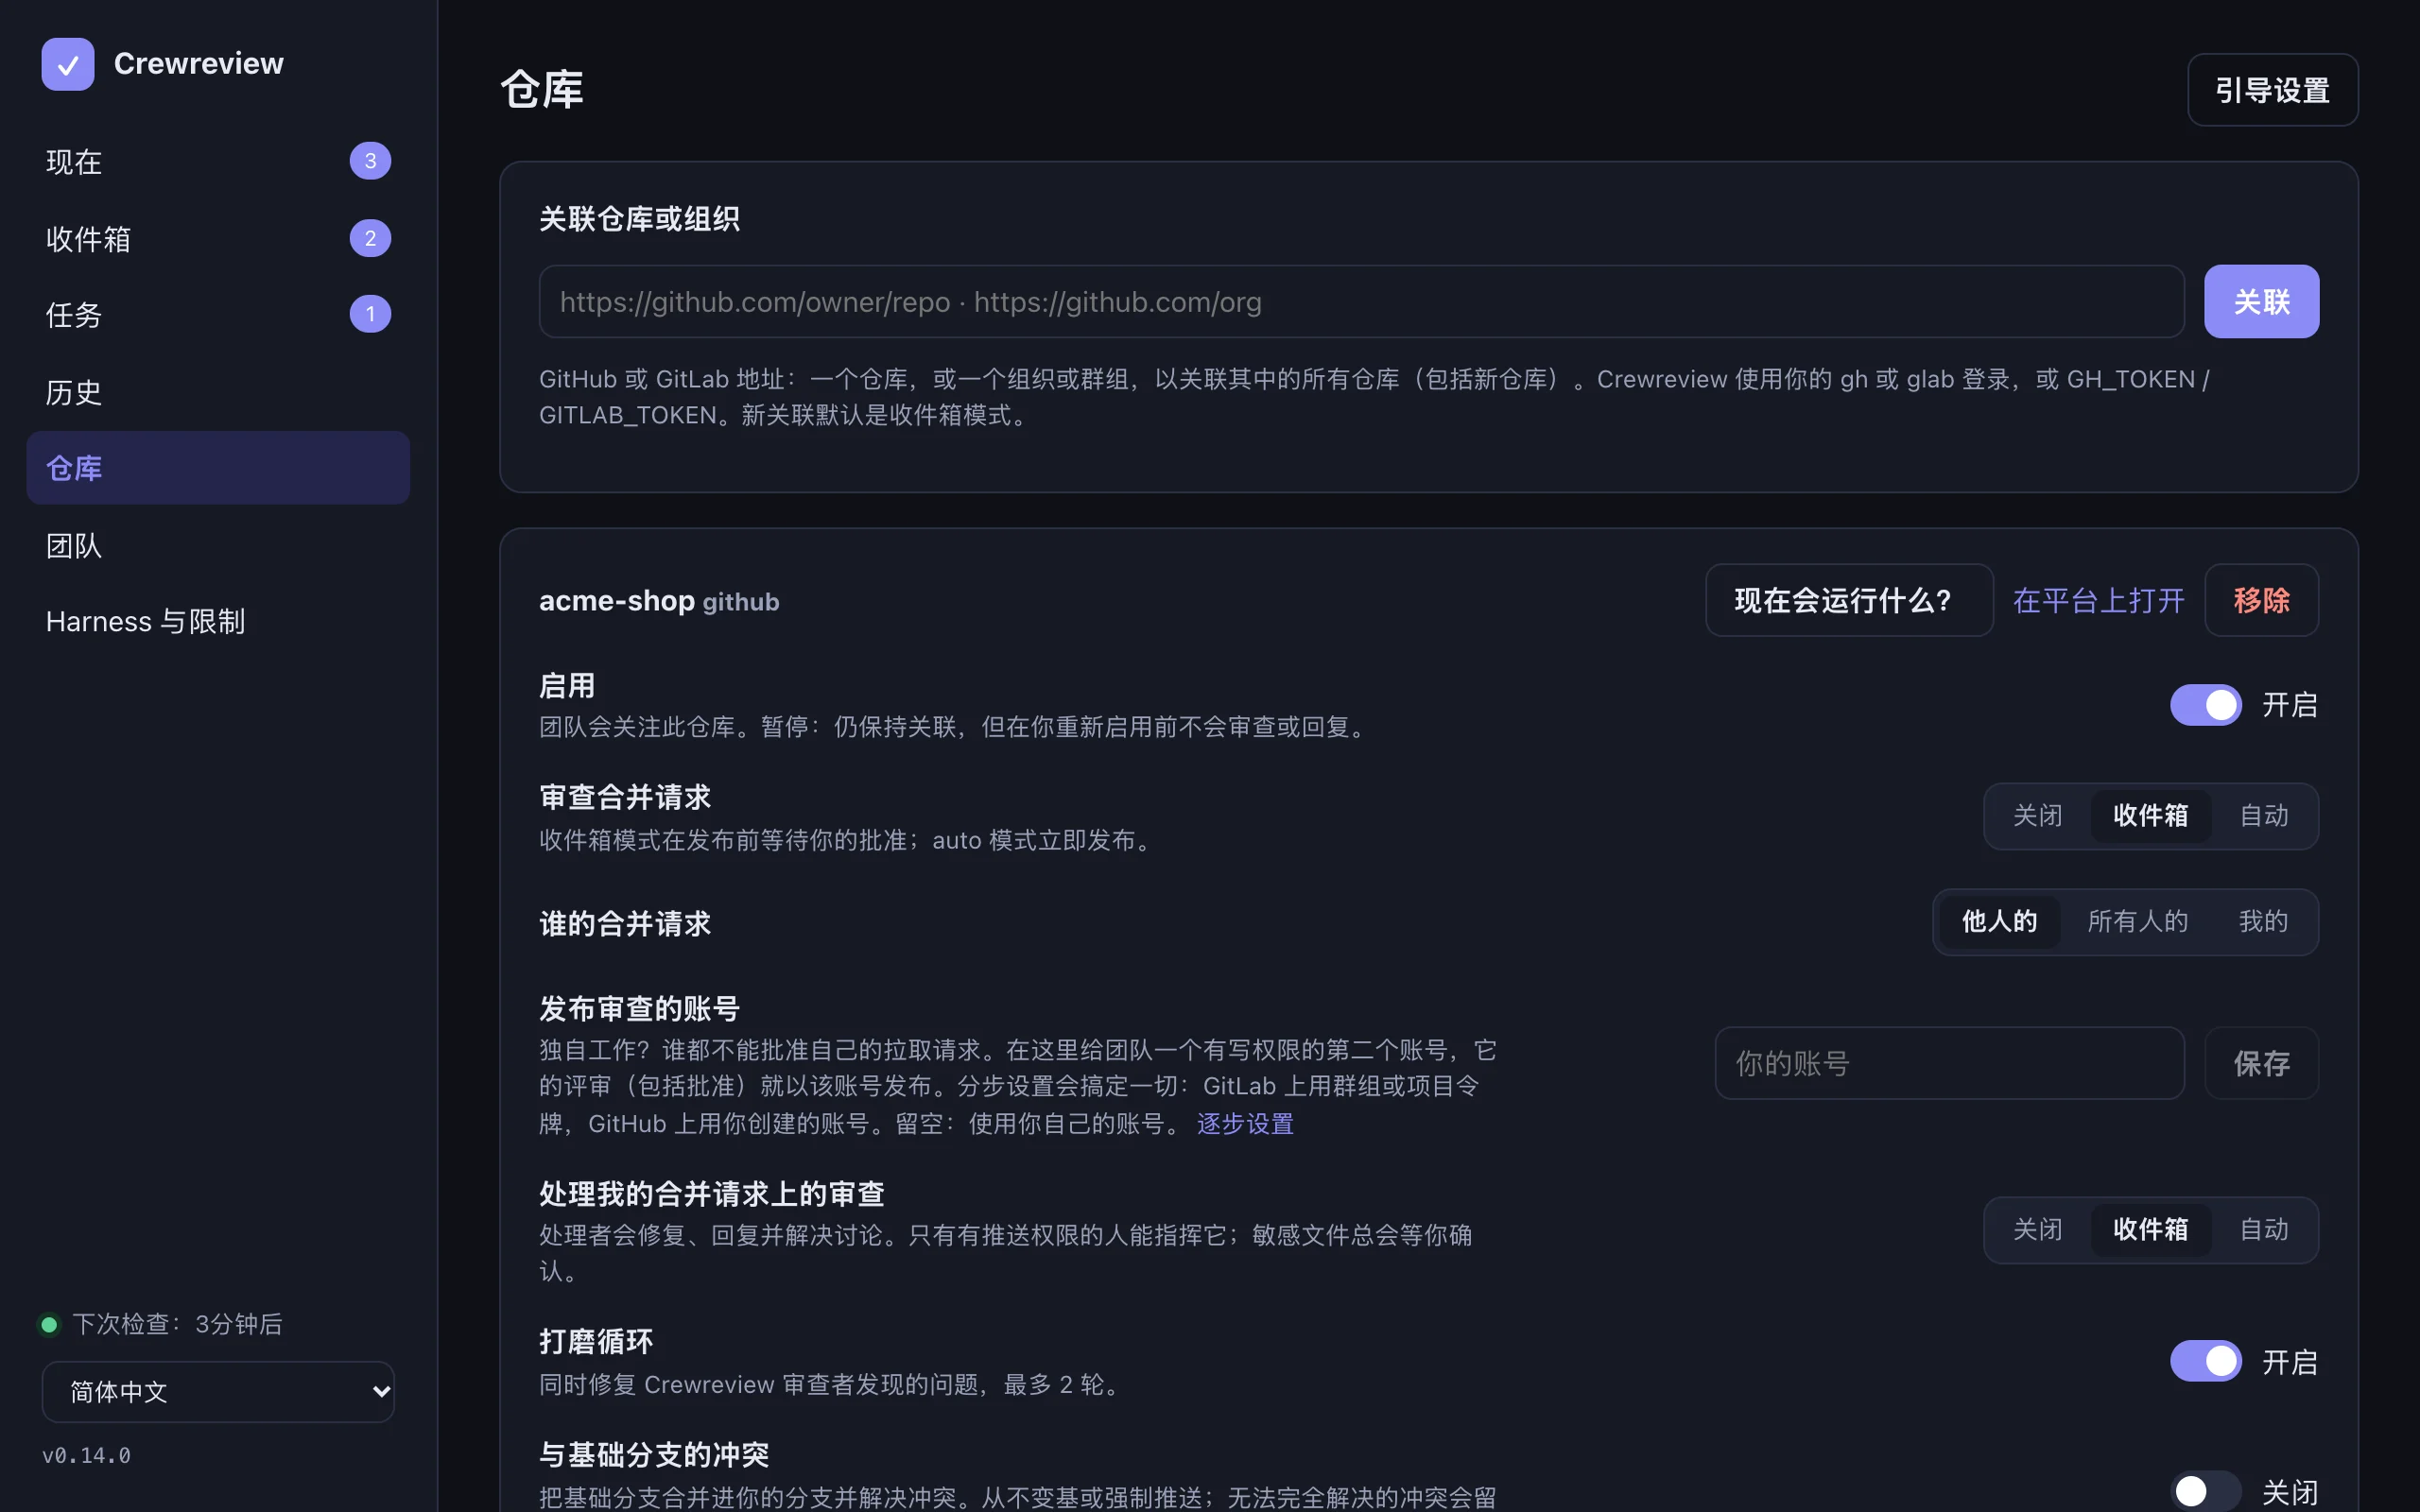 Crewreview
现在 3
收件箱 2
任务 1
历史
仓库
团队
Harness 与限制
下次检查：3分钟后
简体中文
v0.14.0
仓库
引导设置
关联仓库或组织
https://github.com/owner/repo · https://github.com/org
关联
GitHub 或 GitLab 地址：一个仓库，或一个组织或群组，以关联其中的所有仓库（包括新仓库）。Crewreview 使用你的 gh 或 glab 登录，或 GH_TOKEN /
GITLAB_TOKEN。新关联默认是收件箱模式。
acme-shop github
现在会运行什么？ 在平台上打开 移除
启用
团队会关注此仓库。暂停：仍保持关联，但在你重新启用前不会审查或回复。
开启
审查合并请求
收件箱模式在发布前等待你的批准；auto 模式立即发布。
关闭 收件箱 自动
谁的合并请求
他人的 所有人的 我的
发布审查的账号
独自工作？谁都不能批准自己的拉取请求。在这里给团队一个有写权限的第二个账号，它
的评审（包括批准）就以该账号发布。分步设置会搞定一切：GitLab 上用群组或项目令
牌，GitHub 上用你创建的账号。留空：使用你自己的账号。 逐步设置
你的账号 保存
处理我的合并请求上的审查
处理者会修复、回复并解决讨论。只有有推送权限的人能指挥它；敏感文件总会等你确
认。
关闭 收件箱 自动
打磨循环
同时修复 Crewreview 审查者发现的问题，最多 2 轮。
开启
与基础分支的冲突
把基础分支合并进你的分支并解决冲突。从不变基或强制推送；无法完全解决的冲突会留
关闭